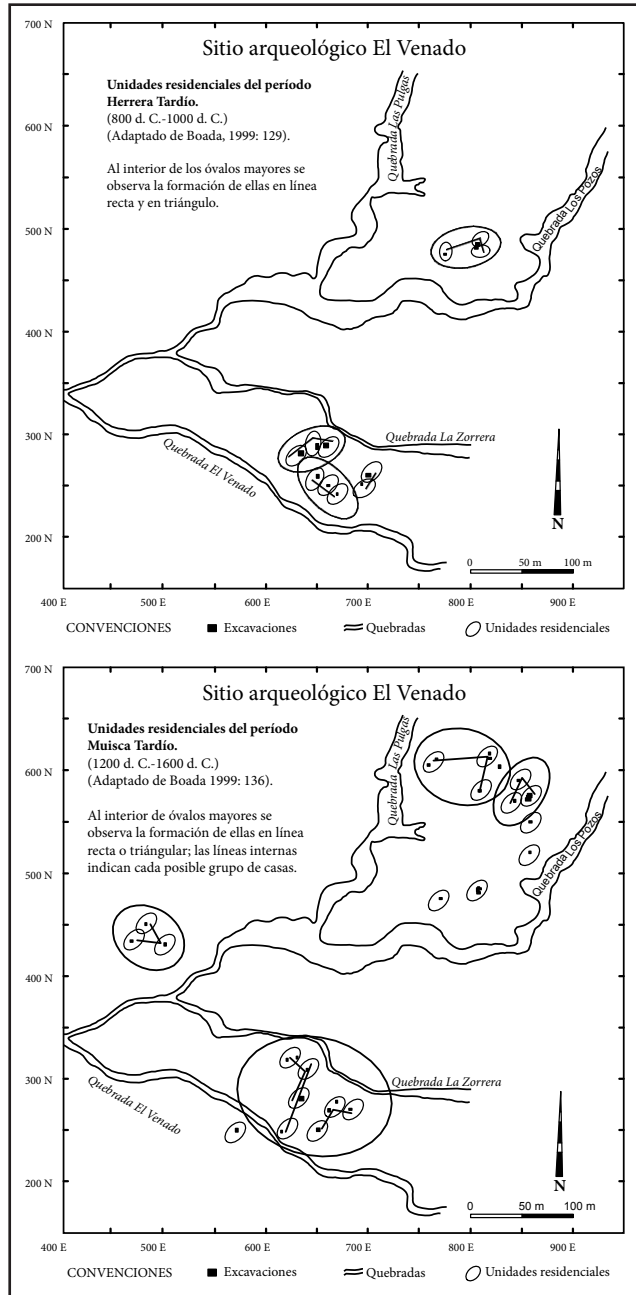 Sitio arqueológico El Venado
Unidades residenciales del período
Herrera Tardío.
(800 d. C.-1000 d. C.)
(Adaptado de Boada, 1999: 129).
Al interior de los óvalos mayores se
observa la formación de ellas en línea
recta y en triángulo.
700 N
600 N
500 N
400 N
300 N
200 N
Quebrada Las Pulgas
Quebrada Los Pozos
Quebrada La Zorrera
Quebrada El Venado
N
0 50 m 100 m
400 E 500 E 600 E 700 E 800 E 900 E
CONVENCIONES Excavaciones Quebradas Unidades residenciales
Sitio arqueológico El Venado
Unidades residenciales del período
Muisca Tardío.
(1200 d. C.-1600 d. C.)
(Adaptado de Boada 1999: 136).
Al interior de óvalos mayores se
observa la formación de ellas en línea
recta o triángular; las líneas internas
indican cada posible grupo de casas.
700 N
600 N
500 N
400 N
300 N
200 N
Quebrada Las Pulgas
Quebrada Los Pozos
Quebrada La Zorrera
Quebrada El Venado
N
0 50 m 100 m
400 E 500 E 600 E 700 E 800 E 900 E
CONVENCIONES Excavaciones Quebradas Unidades residenciales